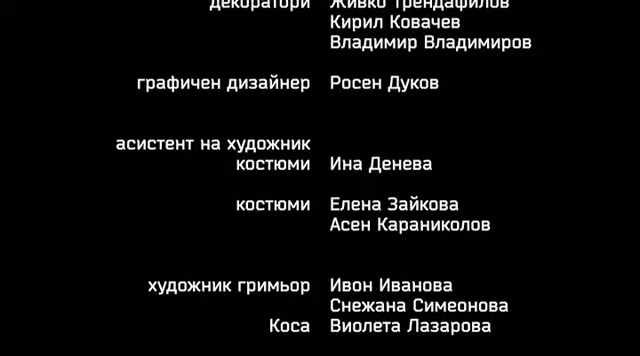 декоратори Живко Трендафилов
Кирил Ковачев
Владимир Владимиров
графичен дизайнер Росен Дуков
асистент на художник
костюми Ина Денева
костюми Елена Зайкова
Асен Караниколов
художник гримьор Ивон Иванова
Снежана Симеонова
Коса Виолета Лазарова